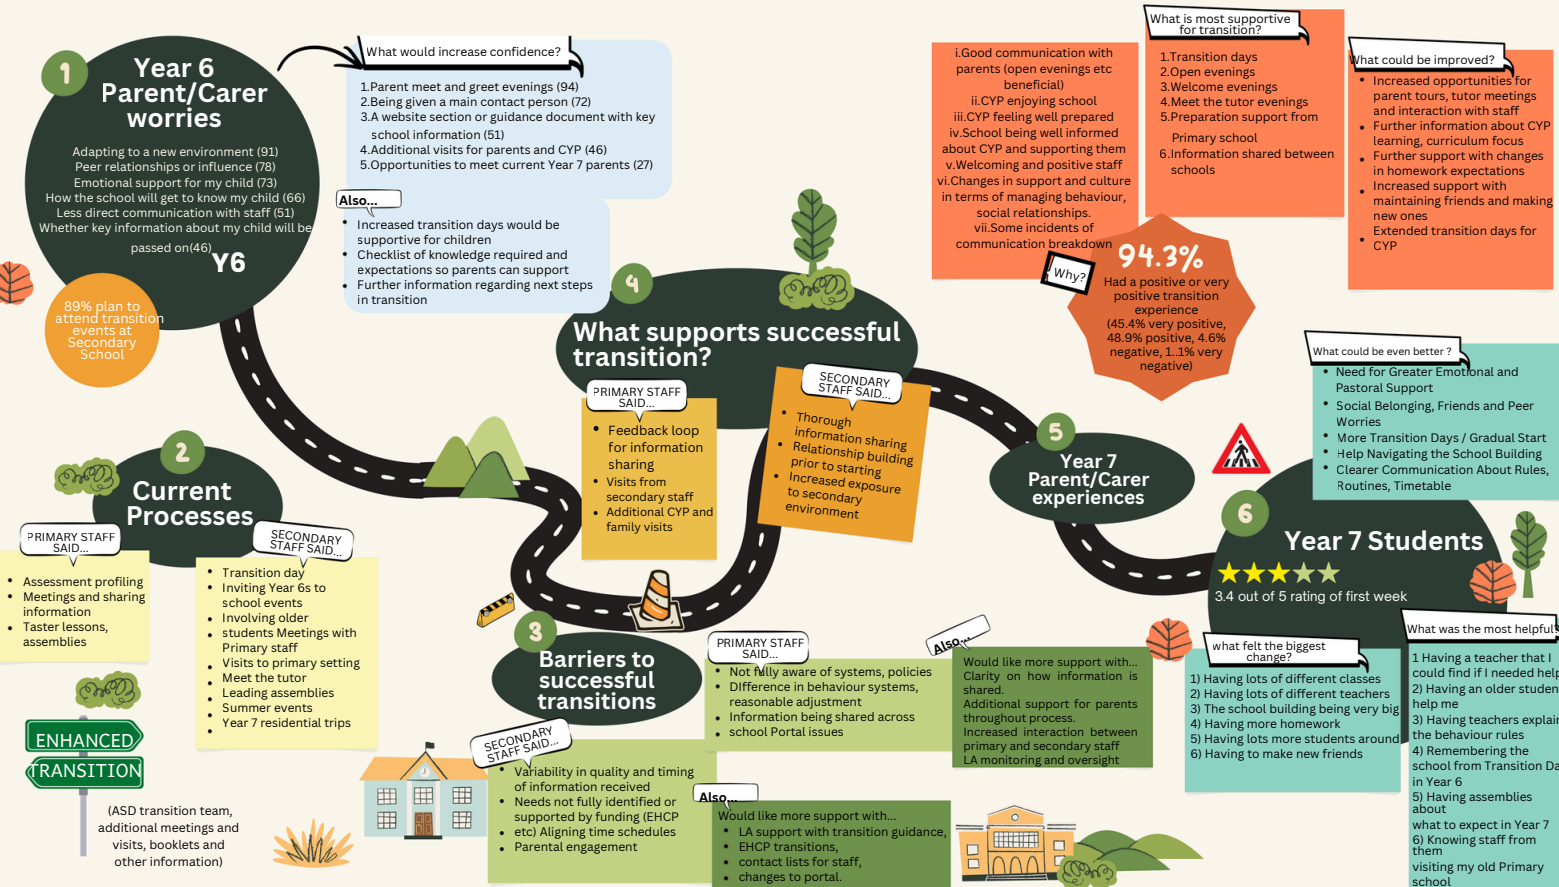 1
Year 6
Parent/Carer
worries
Adapting to a new environment (91)
Peer relationships or influence (78)
Emotional support for my child (73)
How the school will get to know my child (66)
Less direct communication with staff (51)
Whether key information about my child will be
passed on(46)
Y6
89% plan to
attend transition
events at
Secondary
School
What would increase confidence?
1.Parent meet and greet evenings (94)
2.Being given a main contact person (72)
3.A website section or guidance document with key
school information (51)
4.Additional visits for parents and CYP (46)
5.Opportunities to meet current Year 7 parents (27)
Also...
• Increased transition days would be
supportive for children
• Checklist of knowledge required and
expectations so parents can support
• Further information regarding next steps
in transition
2
Current
Processes
PRIMARY STAFF
SAID...
• Assessment profiling
• Meetings and sharing
information
• Taster lessons,
assemblies
SECONDARY
STAFF SAID...
• Transition day
• Inviting Year 6s to
school events
• Involving older
• students Meetings with
Primary staff
• Visits to primary setting
• Meet the tutor
• Leading assemblies
• Summer events
• Year 7 residential trips
•
ENHANCED
TRANSITION
(ASD transition team,
additional meetings and
visits, booklets and
other information)
3
Barriers to
successful
transitions
PRIMARY STAFF
SAID...
• Not fully aware of systems, policies
• DIfference in behaviour systems,
reasonable adjustment
• Information being shared across
• school Portal issues
Also...
Would like more support with...
Clarity on how information is
shared.
Additional support for parents
throughout process.
Increased interaction between
primary and secondary staff
LA monitoring and oversight
SECONDARY
STAFF SAID...
• Variability in quality and timing
of information received
• Needs not fully identified or
supported by funding (EHCP
• etc) Aligning time schedules
• Parental engagement
Also...
Would like more support with...
• LA support with transition guidance,
• EHCP transitions,
• contact lists for staff,
• changes to portal.
4
What supports successful
transition?
PRIMARY STAFF
SAID...
• Feedback loop
for information
sharing
• Visits from
secondary staff
• Additional CYP and
family visits
SECONDARY
STAFF SAID...
• Thorough
information sharing
• Relationship building
prior to starting
• Increased exposure
to secondary
environment
5
Year 7
Parent/Carer
experiences
i.Good communication with
parents (open evenings etc
beneficial)
ii.CYP enjoying school
iii.CYP feeling well prepared
iv.School being well informed
about CYP and supporting them
v.Welcoming and positive staff
vi.Changes in support and culture
in terms of managing behaviour,
social relationships.
vii.Some incidents of
communication breakdown
Why?
94.3%
Had a positive or very
positive transition
experience
(45.4% very positive,
48.9% positive, 4.6%
negative, 1..1% very
negative)
What is most supportive
for transition?
1.Transition days
2.Open evenings
3.Welcome evenings
4.Meet the tutor evenings
5.Preparation support from
Primary school
6.Information shared between
schools
What could be improved?
• Increased opportunities for
parent tours, tutor meetings
and interaction with staff
• Further information about CYP
learning, curriculum focus
• Further support with changes
in homework expectations
• Increased support with
maintaining friends and making
new ones
• Extended transition days for
CYP
6
Year 7 Students
3.4 out of 5 rating of first week
What could be even better ?
• Need for Greater Emotional and
Pastoral Support
• Social Belonging, Friends and Peer
Worries
• More Transition Days / Gradual Start
• Help Navigating the School Building
• Clearer Communication About Rules,
Routines, Timetable
what felt the biggest
change?
1) Having lots of different classes
2) Having lots of different teachers
3) The school building being very big
4) Having more homework
5) Having lots more students around
6) Having to make new friends
What was the most helpful?
1 Having a teacher that I
could find if I needed help
2) Having an older studen
help me
3) Having teachers explain
the behaviour rules
4) Remembering the
school from Transition Da
in Year 6
5) Having assemblies
about
what to expect in Year 7
6) Knowing staff from
them
visiting my old Primary
school